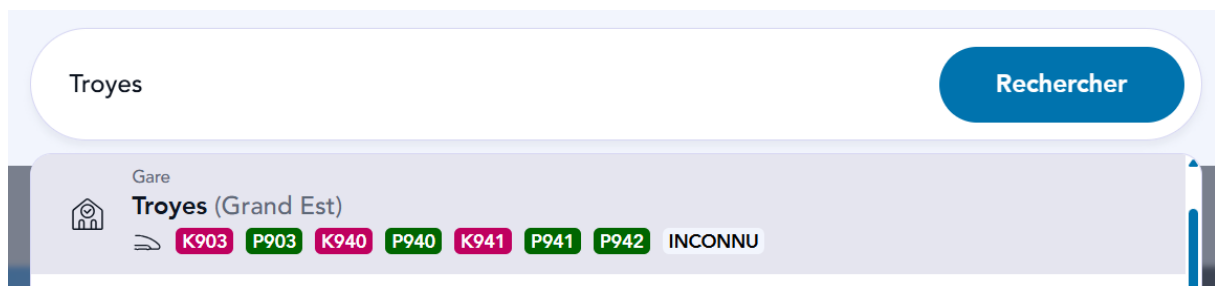 Troyes
Rechercher
Gare
Troyes (Grand Est)
K903 P903 K940 P940 K941 P941 P942 INCONNU